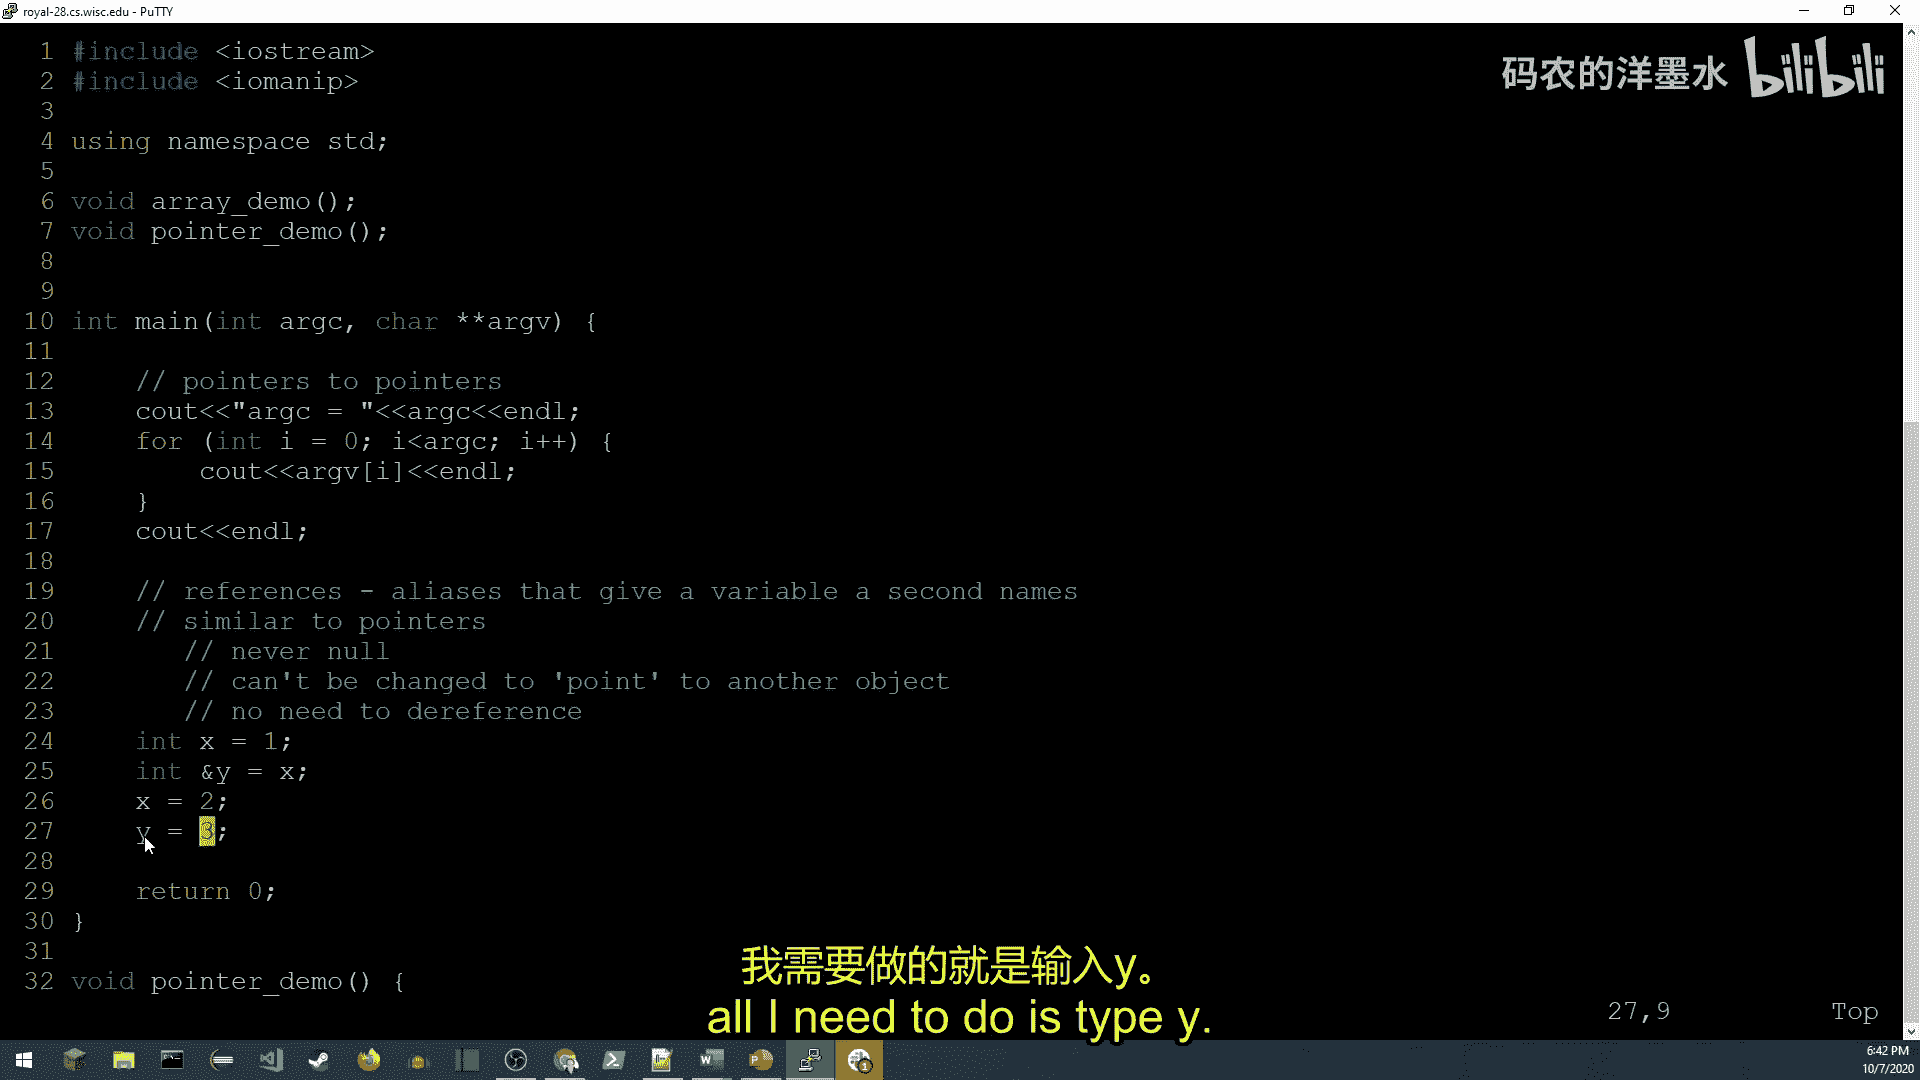 royal-28.cs.wisc.edu - PuTTY
码农的洋墨水 bilibili
1 #include <iostream>
2 #include <iomanip>
3
4 using namespace std;
5
6 void array_demo();
7 void pointer_demo();
8
9
10 int main(int argc, char **argv) {
11
12     // pointers to pointers
13     cout<<"argc = "<<argc<<endl;
14     for (int i = 0; i<argc; i++) {
15         cout<<argv[i]<<endl;
16     }
17     cout<<endl;
18
19     // references - aliases that give a variable a second names
20     // similar to pointers
21        // never null
22        // can't be changed to 'point' to another object
23        // no need to dereference
24     int x = 1;
25     int &y = x;
26     x = 2;
27     y = 3;
28
29     return 0;
30 }
31
32 void pointer_demo() {
我需要做的就是输入y。
all I need to do is type y.
27,9 Top
6:42 PM
10/7/2020